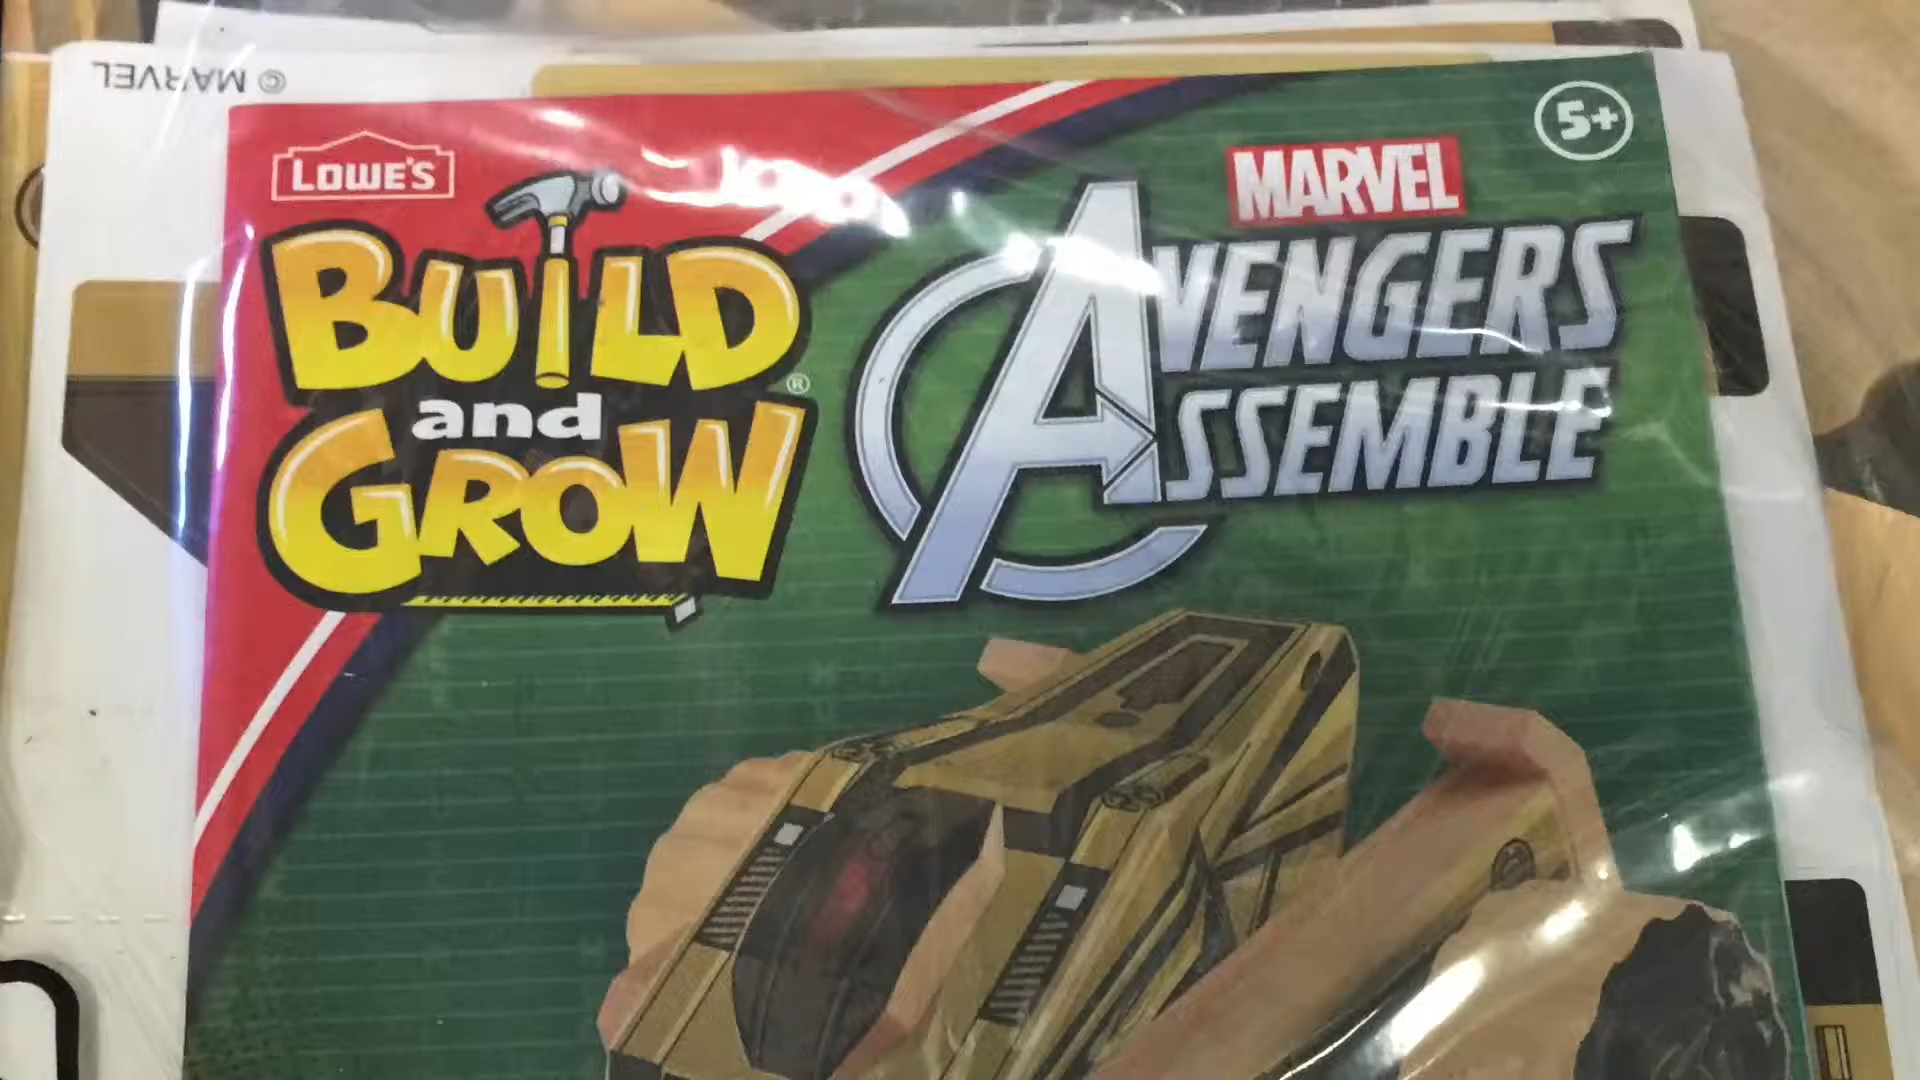 © MARVEL
5+
LOWE'S
BUILD
and
GROW®
MARVEL
AVENGERS
ASSEMBLE